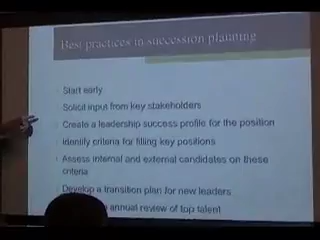 Best practices in succession planning
Start early
Solicit input from key stakeholders
Create a leadership success profile for the position
Identify criteria for filling key positions
Assess internal and external candidates on these
criteria
Develop a transition plan for new leaders
annual review of top talent